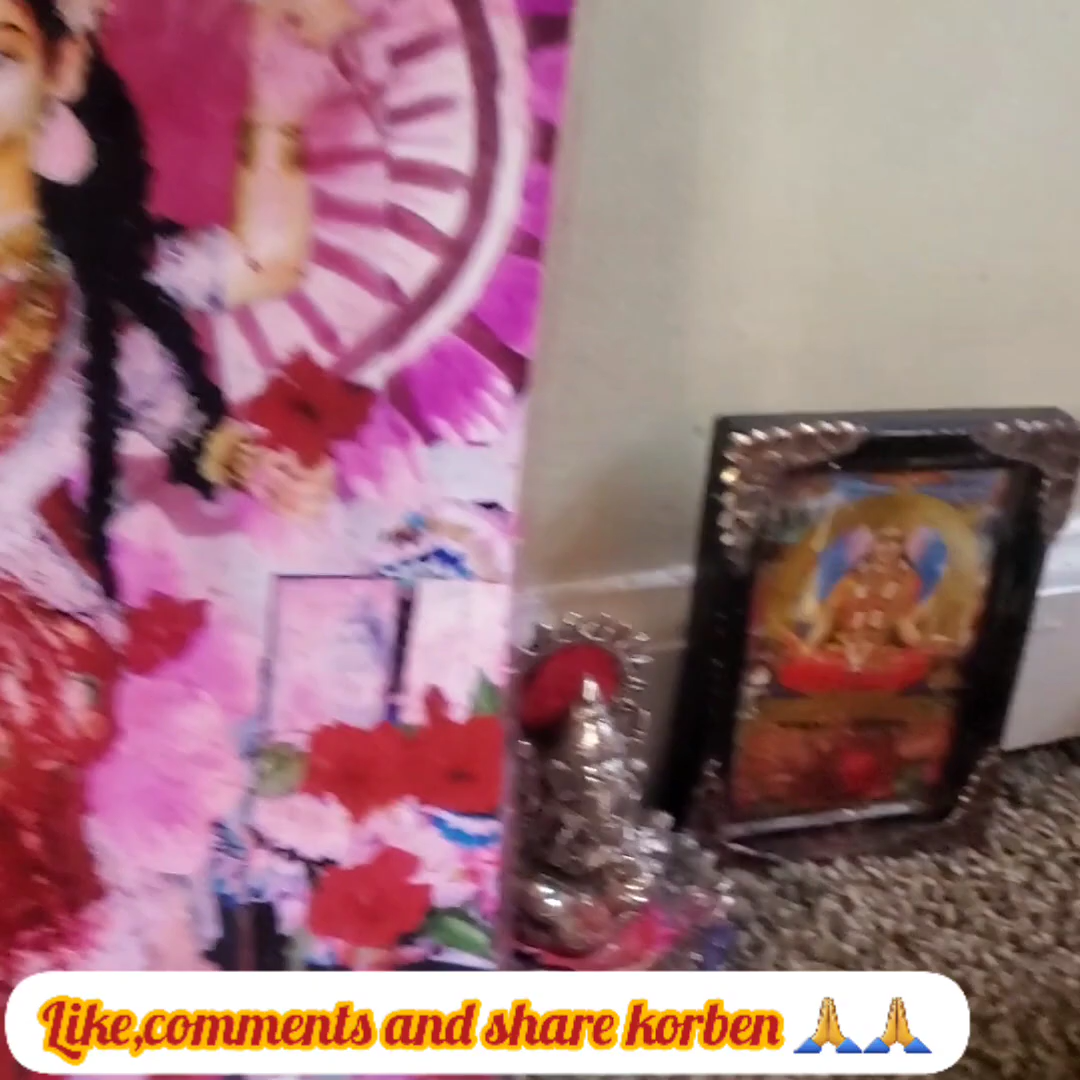 Like,comments and share korben 🙏🙏